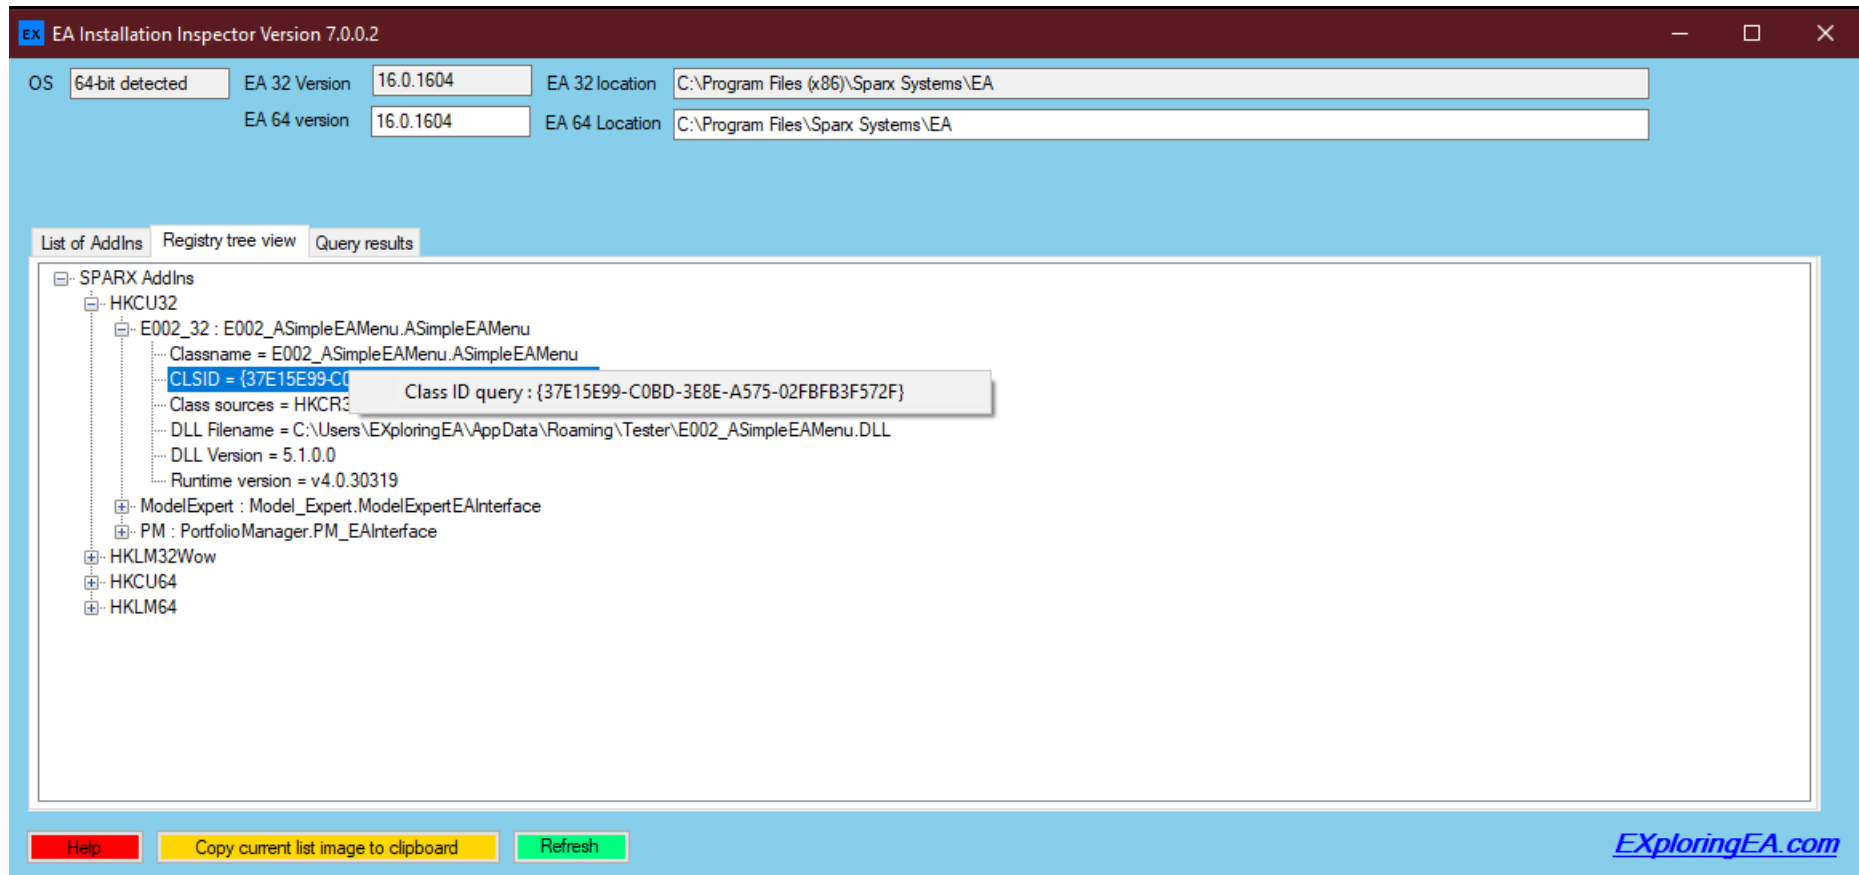 EX EA Installation Inspector Version 7.0.0.2
OS 64-bit detected EA 32 Version 16.0.1604 EA 32 location C:\Program Files (x86)\Sparx Systems\EA
EA 64 version 16.0.1604 EA 64 Location C:\Program Files\Sparx Systems\EA
List of AddIns Registry tree view Query results
SPARX AddIns
HKCU32
E002_32 : E002_ASimpleEAMenu.ASimpleEAMenu
Classname = E002_ASimpleEAMenu.ASimpleEAMenu
CLSID = {37E15E99-C0
Class ID query : {37E15E99-C0BD-3E8E-A575-02FBFB3F572F}
Class sources = HKCR3
DLL Filename = C:\Users\EXploringEA\AppData\Roaming\Tester\E002_ASimpleEAMenu.DLL
DLL Version = 5.1.0.0
Runtime version = v4.0.30319
ModelExpert : Model_Expert.ModelExpertEAInterface
PM : PortfolioManager.PM_EAInterface
HKLM32Wow
HKCU64
HKLM64
Help Copy current list image to clipboard Refresh EXploringEA.com